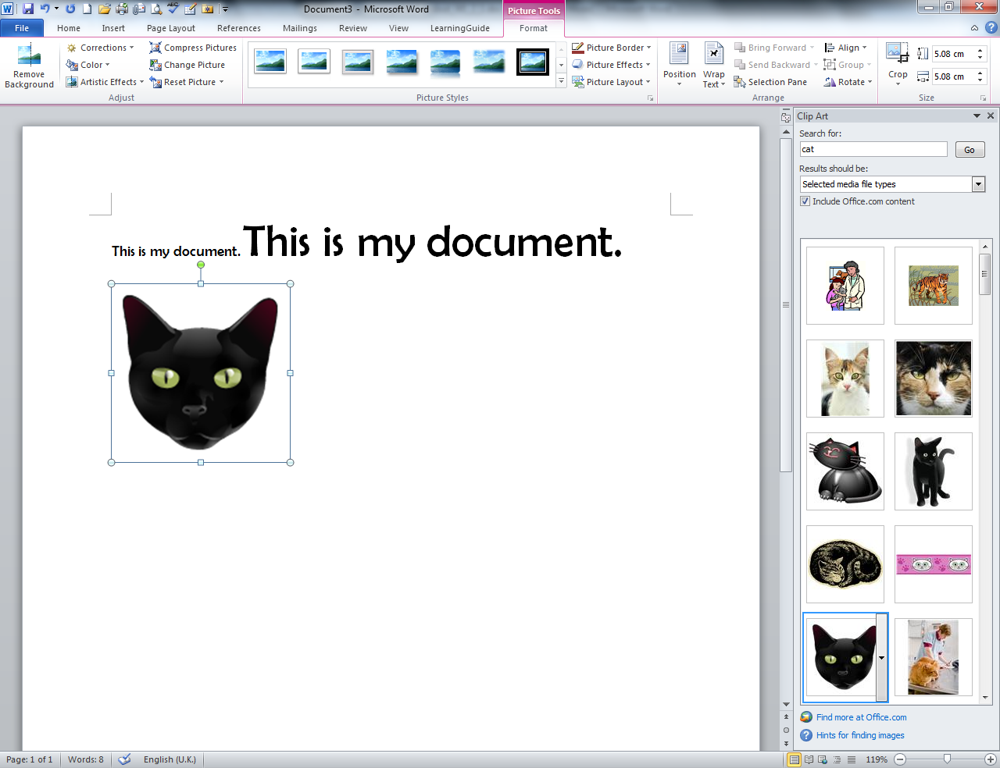 Document3 - Microsoft Word
Picture Tools
File Home Insert Page Layout References Mailings Review View LearningGuide Format
Remove Background
Corrections
Color
Artistic Effects
Compress Pictures
Change Picture
Reset Picture
Adjust
Picture Styles
Picture Border
Picture Effects
Picture Layout
Position
Wrap Text
Bring Forward
Send Backward
Selection Pane
Align
Group
Rotate
Arrange
Crop
5.08 cm
5.08 cm
Size
Clip Art
Search for:
cat
Go
Results should be:
Selected media file types
Include Office.com content
This is my document. This is my document.
Find more at Office.com
Hints for finding images
Page: 1 of 1 Words: 8 English (U.K.) 119%